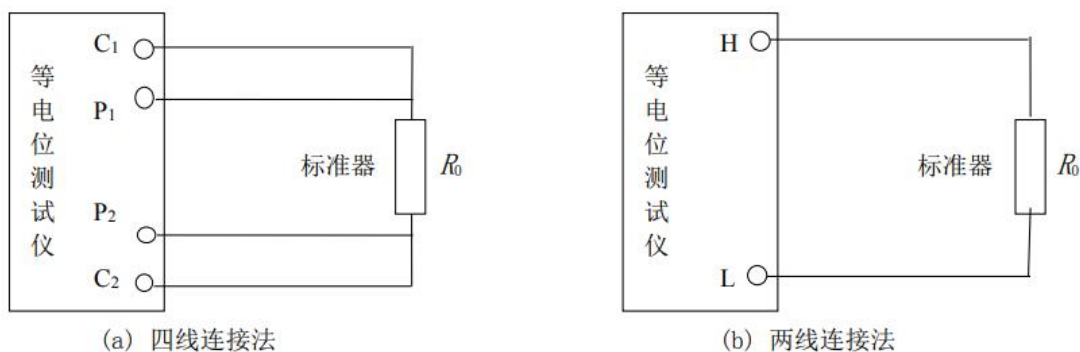 等电位测试仪
C1
P1
P2
C2
标准器
R0
(a) 四线连接法
等电位测试仪
H
L
标准器
R0
(b) 两线连接法